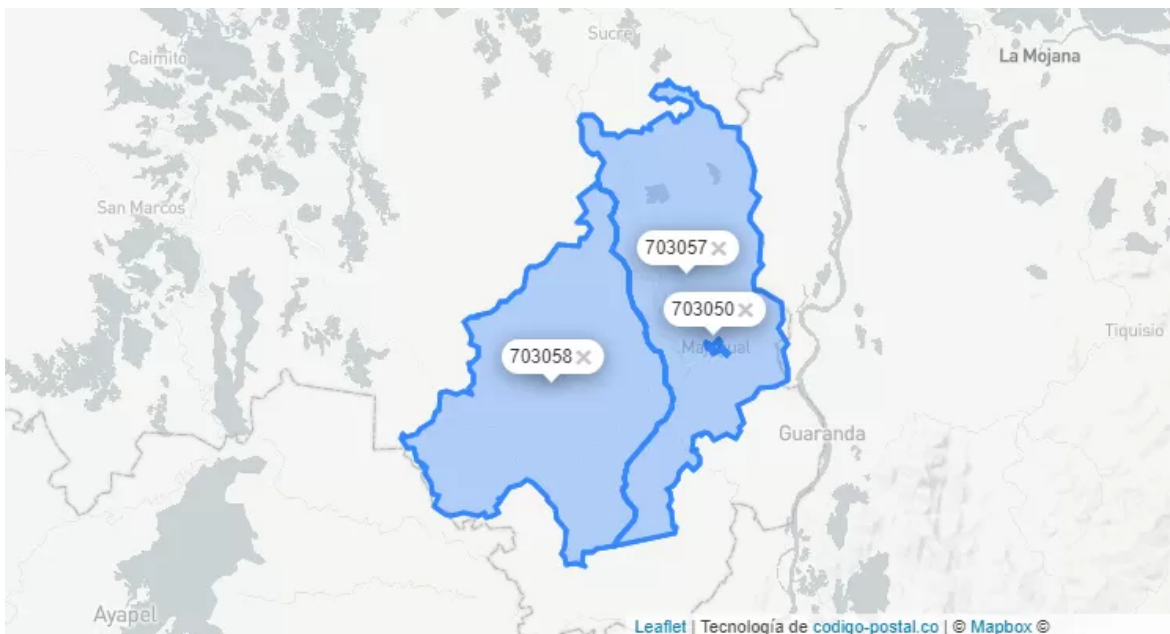 Sucre
Caimito
La Mojana
San Marcos
703057 ×
703050 ×
Majagual
703058 ×
Tiquisio
Guaranda
Ayapel
Leaflet | Tecnología de codigo-postal.co | © Mapbox ©